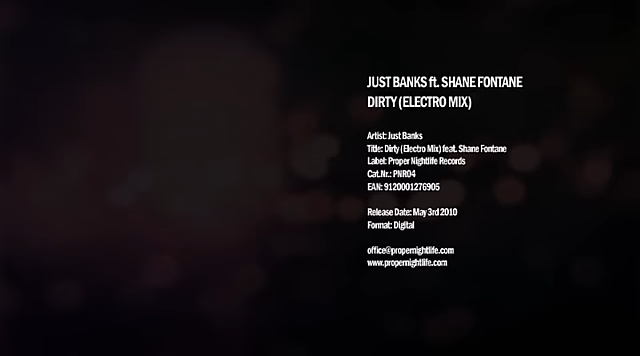 JUST BANKS ft. SHANE FONTANE
DIRTY (ELECTRO MIX)
Artist: Just Banks
Title: Dirty (Electro Mix) feat. Shane Fontane
Label: Proper Nightlife Records
Cat.Nr.: PNR04
EAN: 9120001276905
Release Date: May 3rd 2010
Format: Digital
office@propernightlife.com
www.propernightlife.com